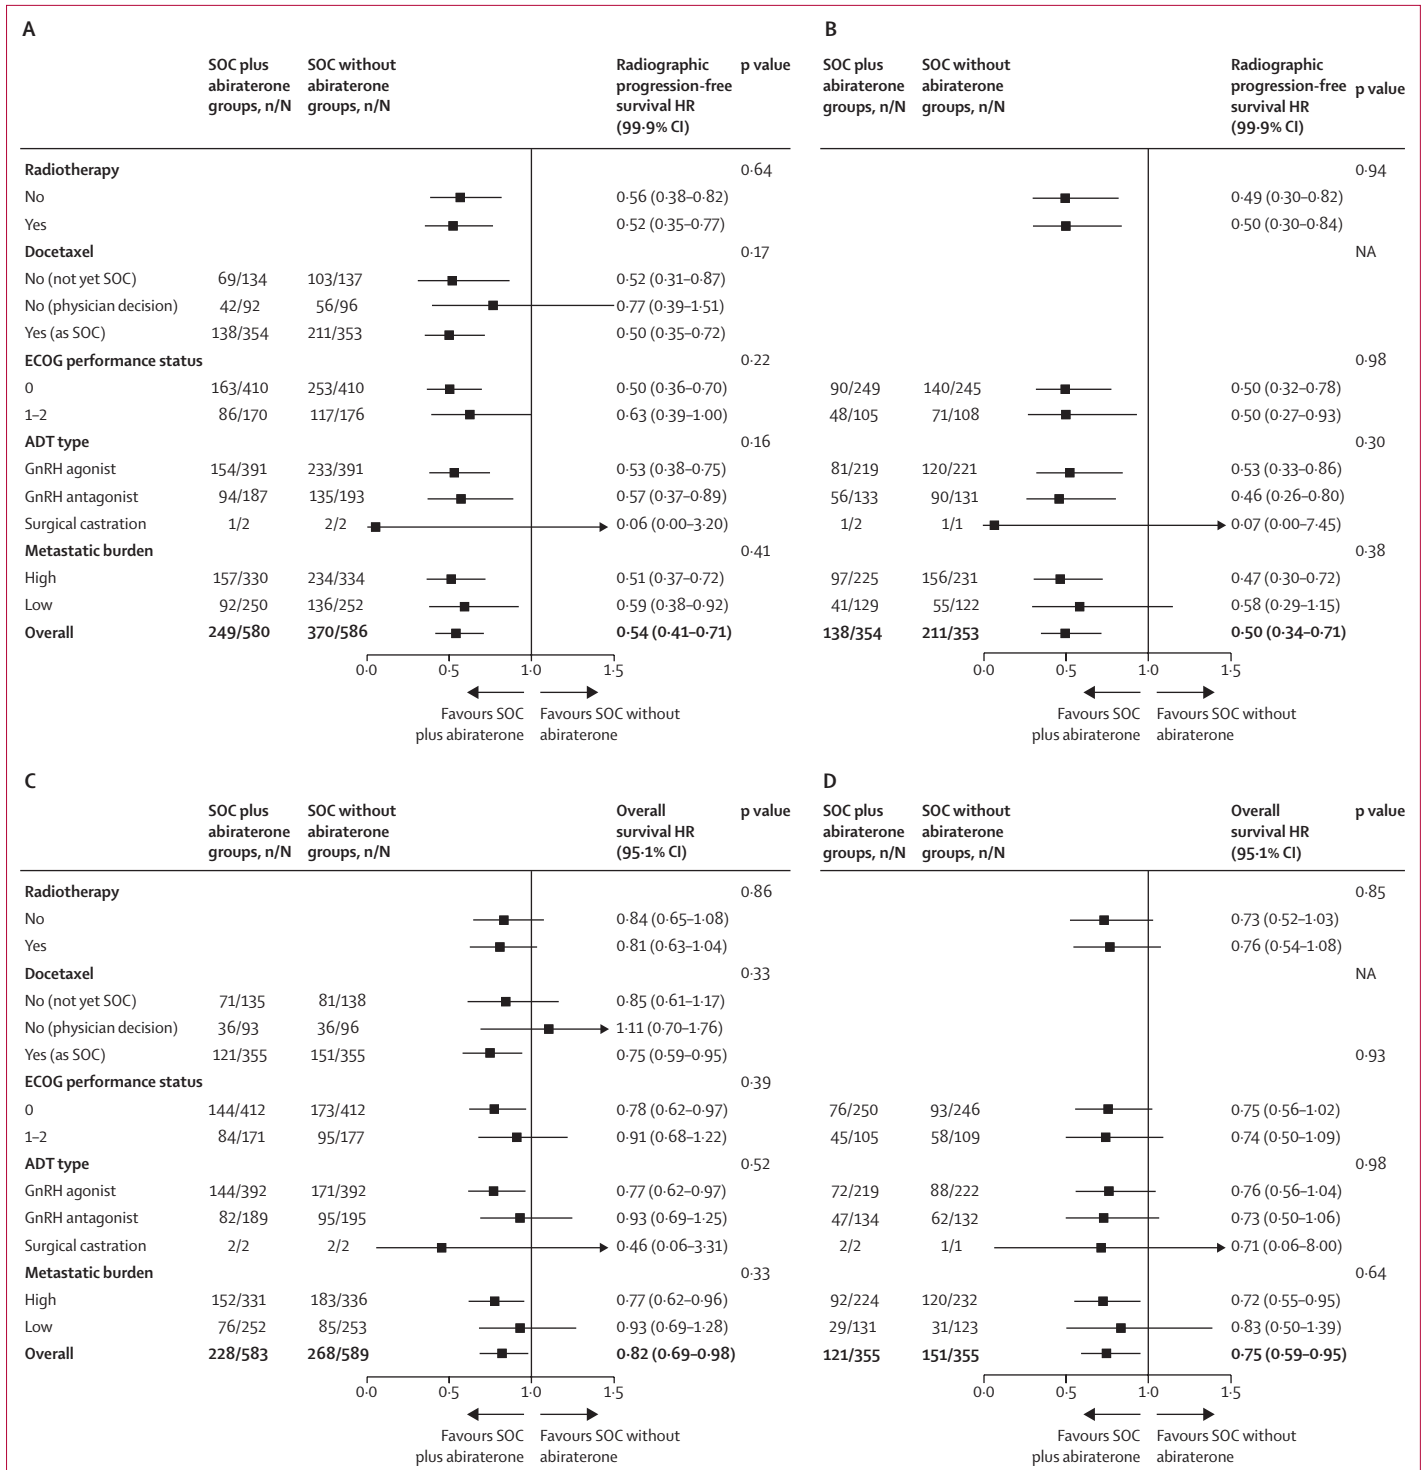 A
SOC plus abiraterone groups, n/N SOC without abiraterone groups, n/N Radiographic progression-free survival HR (99·9% CI) p value
Radiotherapy 0·64
No 0·56 (0·38–0·82)
Yes 0·52 (0·35–0·77)
Docetaxel 0·17
No (not yet SOC) 69/134 103/137 0·52 (0·31–0·87)
No (physician decision) 42/92 56/96 0·77 (0·39–1·51)
Yes (as SOC) 138/354 211/353 0·50 (0·35–0·72)
ECOG performance status 0·22
0 163/410 253/410 0·50 (0·36–0·70)
1–2 86/170 117/176 0·63 (0·39–1·00)
ADT type 0·16
GnRH agonist 154/391 233/391 0·53 (0·38–0·75)
GnRH antagonist 94/187 135/193 0·57 (0·37–0·89)
Surgical castration 1/2 2/2 0·06 (0·00–3·20)
Metastatic burden 0·41
High 157/330 234/334 0·51 (0·37–0·72)
Low 92/250 136/252 0·59 (0·38–0·92)
Overall 249/580 370/586 0·54 (0·41–0·71)
0·0 0·5 1·0 1·5
Favours SOC plus abiraterone Favours SOC without abiraterone
B
SOC plus abiraterone groups, n/N SOC without abiraterone groups, n/N Radiographic progression-free survival HR (99·9% CI) p value
0·94
0·49 (0·30–0·82)
0·50 (0·30–0·84)
NA
0·98
90/249 140/245 0·50 (0·32–0·78)
48/105 71/108 0·50 (0·27–0·93)
0·30
81/219 120/221 0·53 (0·33–0·86)
56/133 90/131 0·46 (0·26–0·80)
1/2 1/1 0·07 (0·00–7·45)
0·38
97/225 156/231 0·47 (0·30–0·72)
41/129 55/122 0·58 (0·29–1·15)
138/354 211/353 0·50 (0·34–0·71)
0·0 0·5 1·0 1·5
Favours SOC plus abiraterone Favours SOC without abiraterone
C
SOC plus abiraterone groups, n/N SOC without abiraterone groups, n/N Overall survival HR (95·1% CI) p value
Radiotherapy 0·86
No 0·84 (0·65–1·08)
Yes 0·81 (0·63–1·04)
Docetaxel 0·33
No (not yet SOC) 71/135 81/138 0·85 (0·61–1·17)
No (physician decision) 36/93 36/96 1·11 (0·70–1·76)
Yes (as SOC) 121/355 151/355 0·75 (0·59–0·95)
ECOG performance status 0·39
0 144/412 173/412 0·78 (0·62–0·97)
1–2 84/171 95/177 0·91 (0·68–1·22)
ADT type 0·52
GnRH agonist 144/392 171/392 0·77 (0·62–0·97)
GnRH antagonist 82/189 95/195 0·93 (0·69–1·25)
Surgical castration 2/2 2/2 0·46 (0·06–3·31)
Metastatic burden 0·33
High 152/331 183/336 0·77 (0·62–0·96)
Low 76/252 85/253 0·93 (0·69–1·28)
Overall 228/583 268/589 0·82 (0·69–0·98)
0·0 0·5 1·0 1·5
Favours SOC plus abiraterone Favours SOC without abiraterone
D
SOC plus abiraterone groups, n/N SOC without abiraterone groups, n/N Overall survival HR (95·1% CI) p value
0·85
0·73 (0·52–1·03)
0·76 (0·54–1·08)
NA
0·93
76/250 93/246 0·75 (0·56–1·02)
45/105 58/109 0·74 (0·50–1·09)
0·98
72/219 88/222 0·76 (0·56–1·04)
47/134 62/132 0·73 (0·50–1·06)
2/2 1/1 0·71 (0·06–8·00)
0·64
92/224 120/232 0·72 (0·55–0·95)
29/131 31/123 0·83 (0·50–1·39)
121/355 151/355 0·75 (0·59–0·95)
0·0 0·5 1·0 1·5
Favours SOC plus abiraterone Favours SOC without abiraterone